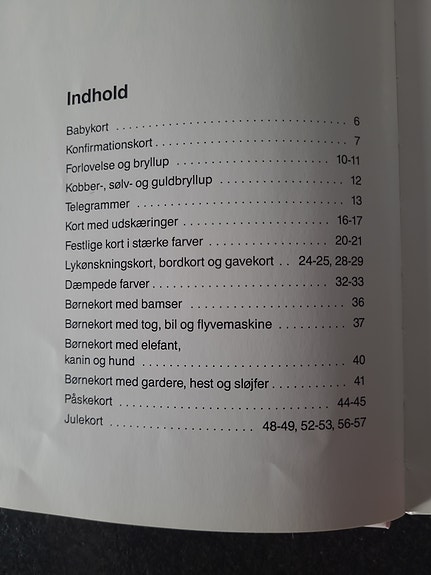 Indhold
Babykort . . . . . . . . . . . . . . . . . . . . . . . . . . . . . . 6
Konfirmationskort . . . . . . . . . . . . . . . . . . . . . . . . 7
Forlovelse og bryllup . . . . . . . . . . . . . . . . . . . . 10-11
Kobber-, sølv- og guldbryllup . . . . . . . . . . . . . . . . 12
Telegrammer . . . . . . . . . . . . . . . . . . . . . . . . . . . 13
Kort med udskæringer . . . . . . . . . . . . . . . . . . 16-17
Festlige kort i stærke farver . . . . . . . . . . . . . . 20-21
Lykønskningskort, bordkort og gavekort . . 24-25, 28-29
Dæmpede farver . . . . . . . . . . . . . . . . . . . . . . 32-33
Børnekort med bamser . . . . . . . . . . . . . . . . . . . . 36
Børnekort med tog, bil og flyvemaskine . . . . . . . . . 37
Børnekort med elefant,
kanin og hund . . . . . . . . . . . . . . . . . . . . . . . . . . 40
Børnekort med gardere, hest og sløjfer . . . . . . . . . . 41
Påskekort . . . . . . . . . . . . . . . . . . . . . . . . . . . 44-45
Julekort . . . . . . . . . . . . . . . . . . 48-49, 52-53, 56-57